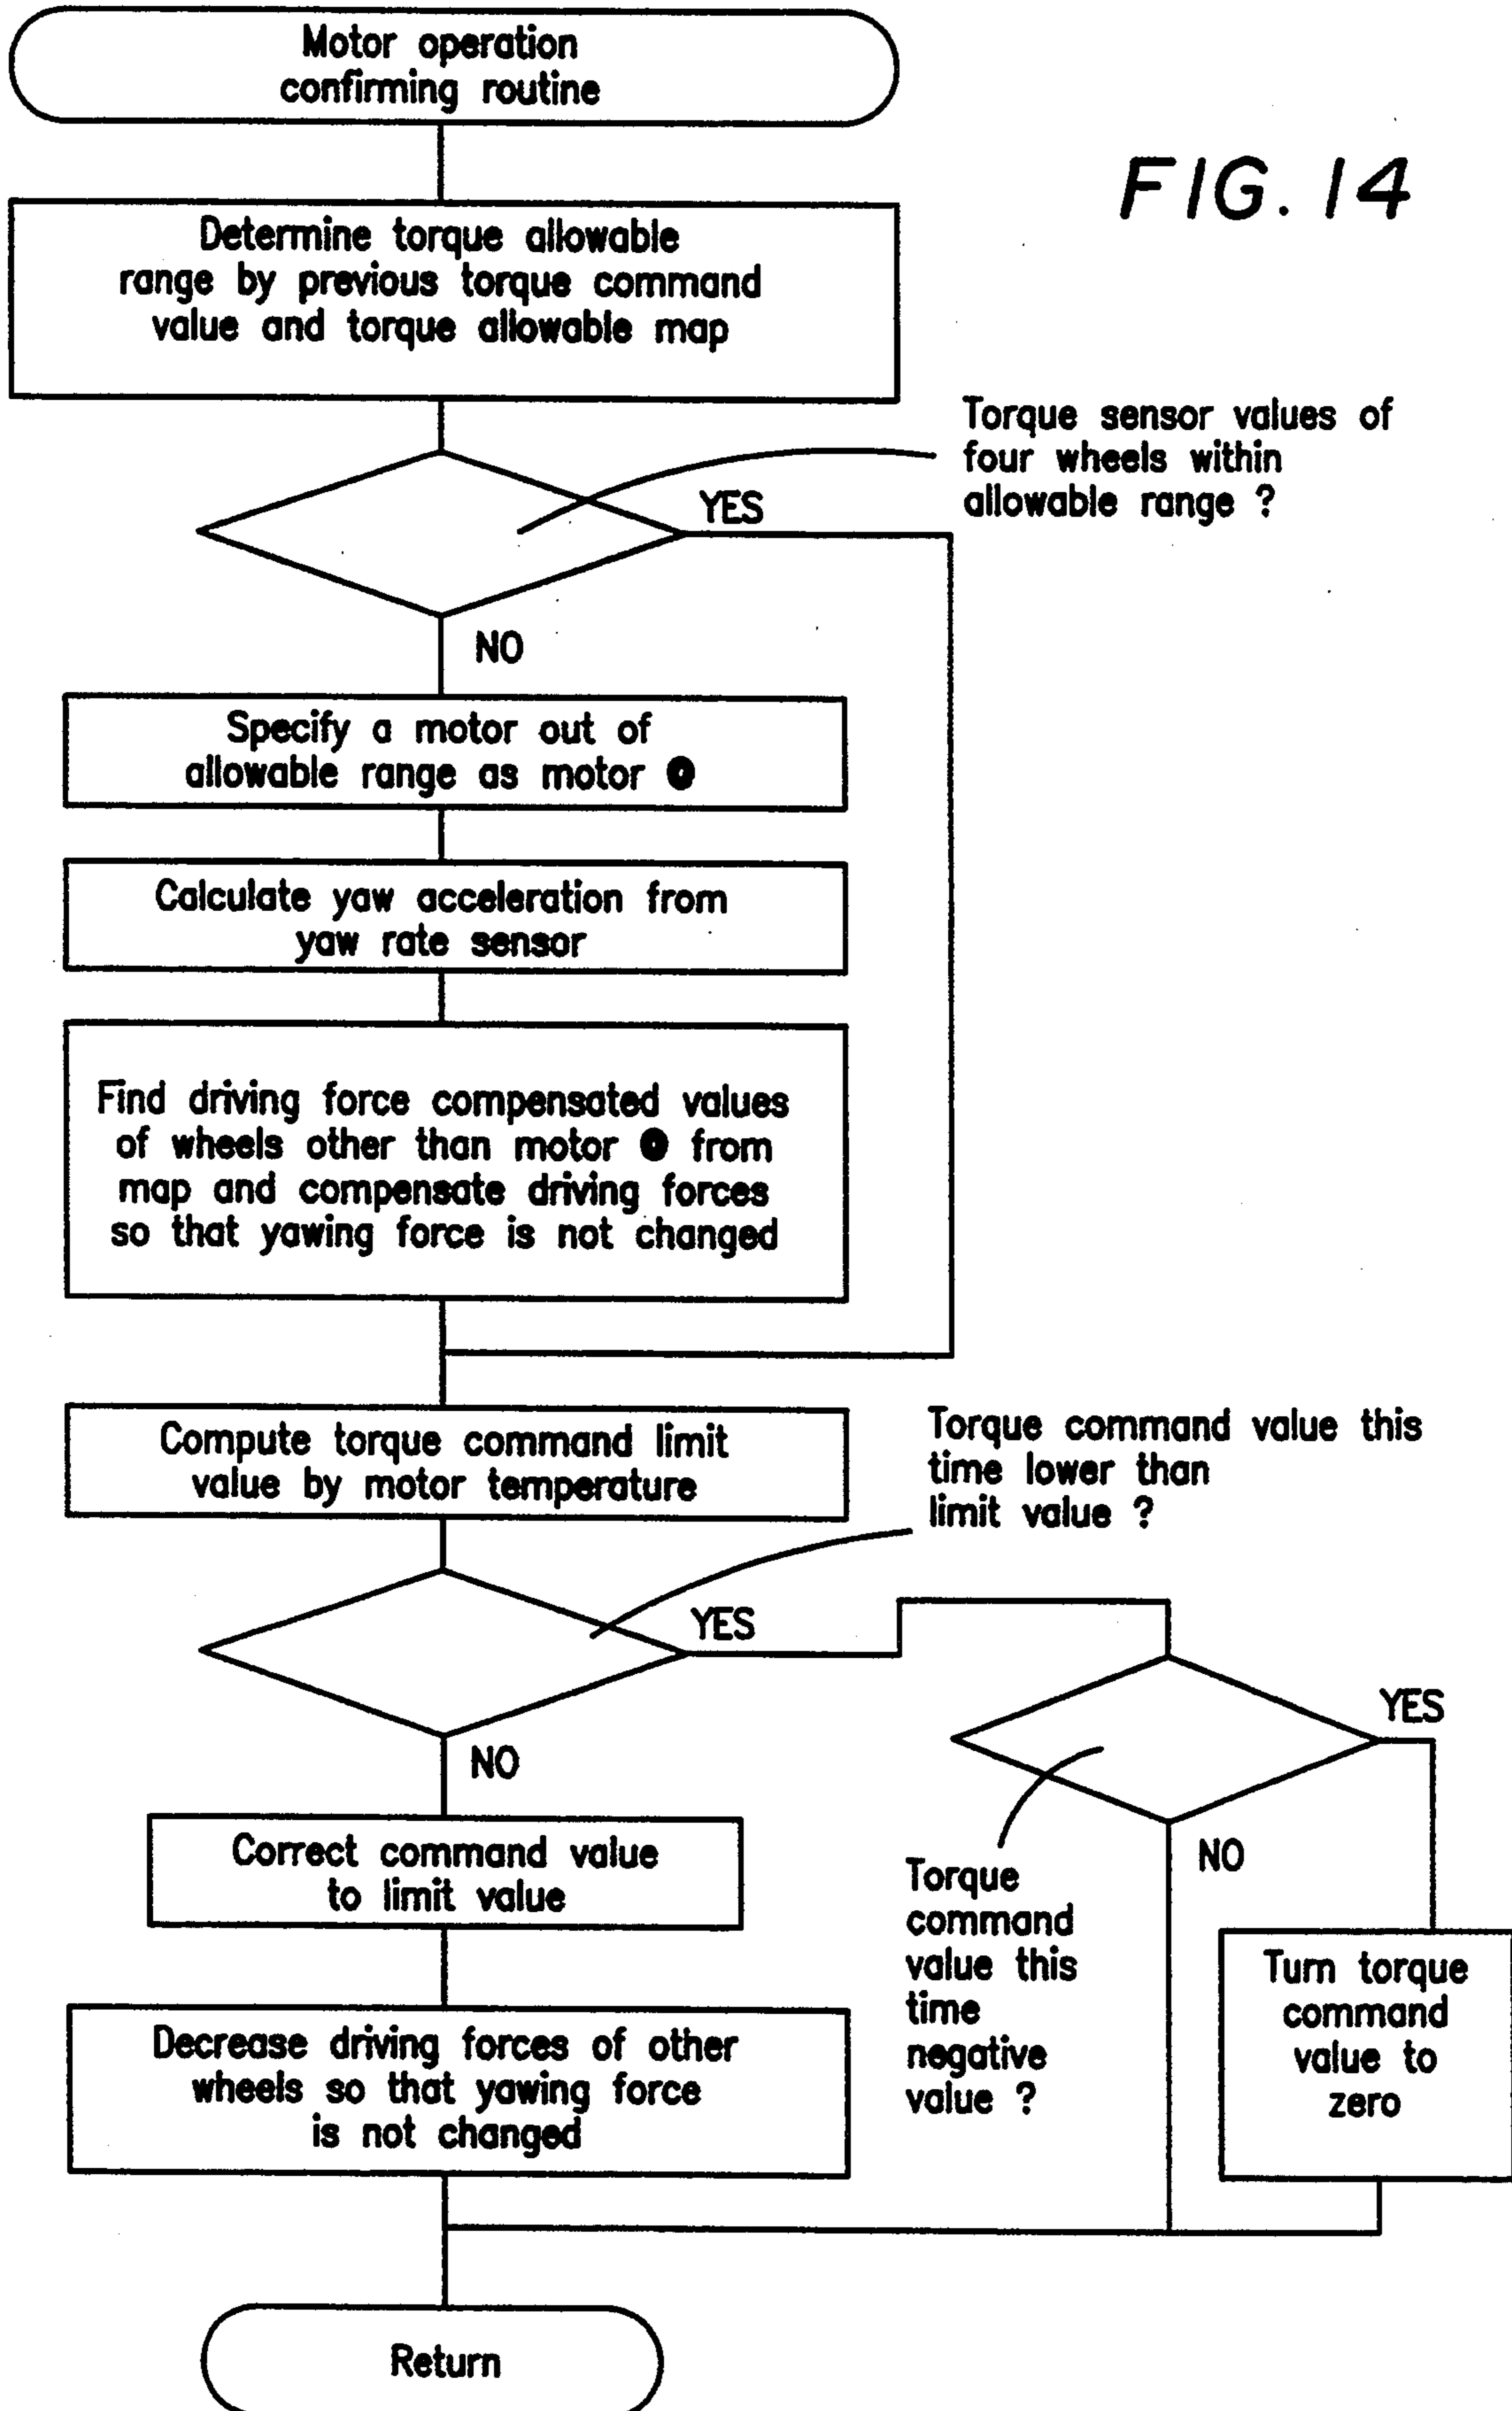 Motor operation
confirming routine
FIG. 14
Determine torque allowable
range by previous torque command
value and torque allowable map
Torque sensor values of
four wheels within
allowable range ?
YES
NO
Specify a motor out of
allowable range as motor
Calculate yaw acceleration from
yaw rate sensor
Find driving force compensated values
of wheels other than motor from
map and compensate driving forces
so that yawing force is not changed
Compute torque command limit
value by motor temperature
Torque command value this
time lower than
limit value ?
YES
NO
YES
NO
Correct command value
to limit value
Torque
command
value this
time
negative
value ?
Turn torque
command
value to
zero
Decrease driving forces of other
wheels so that yawing force
is not changed
Return